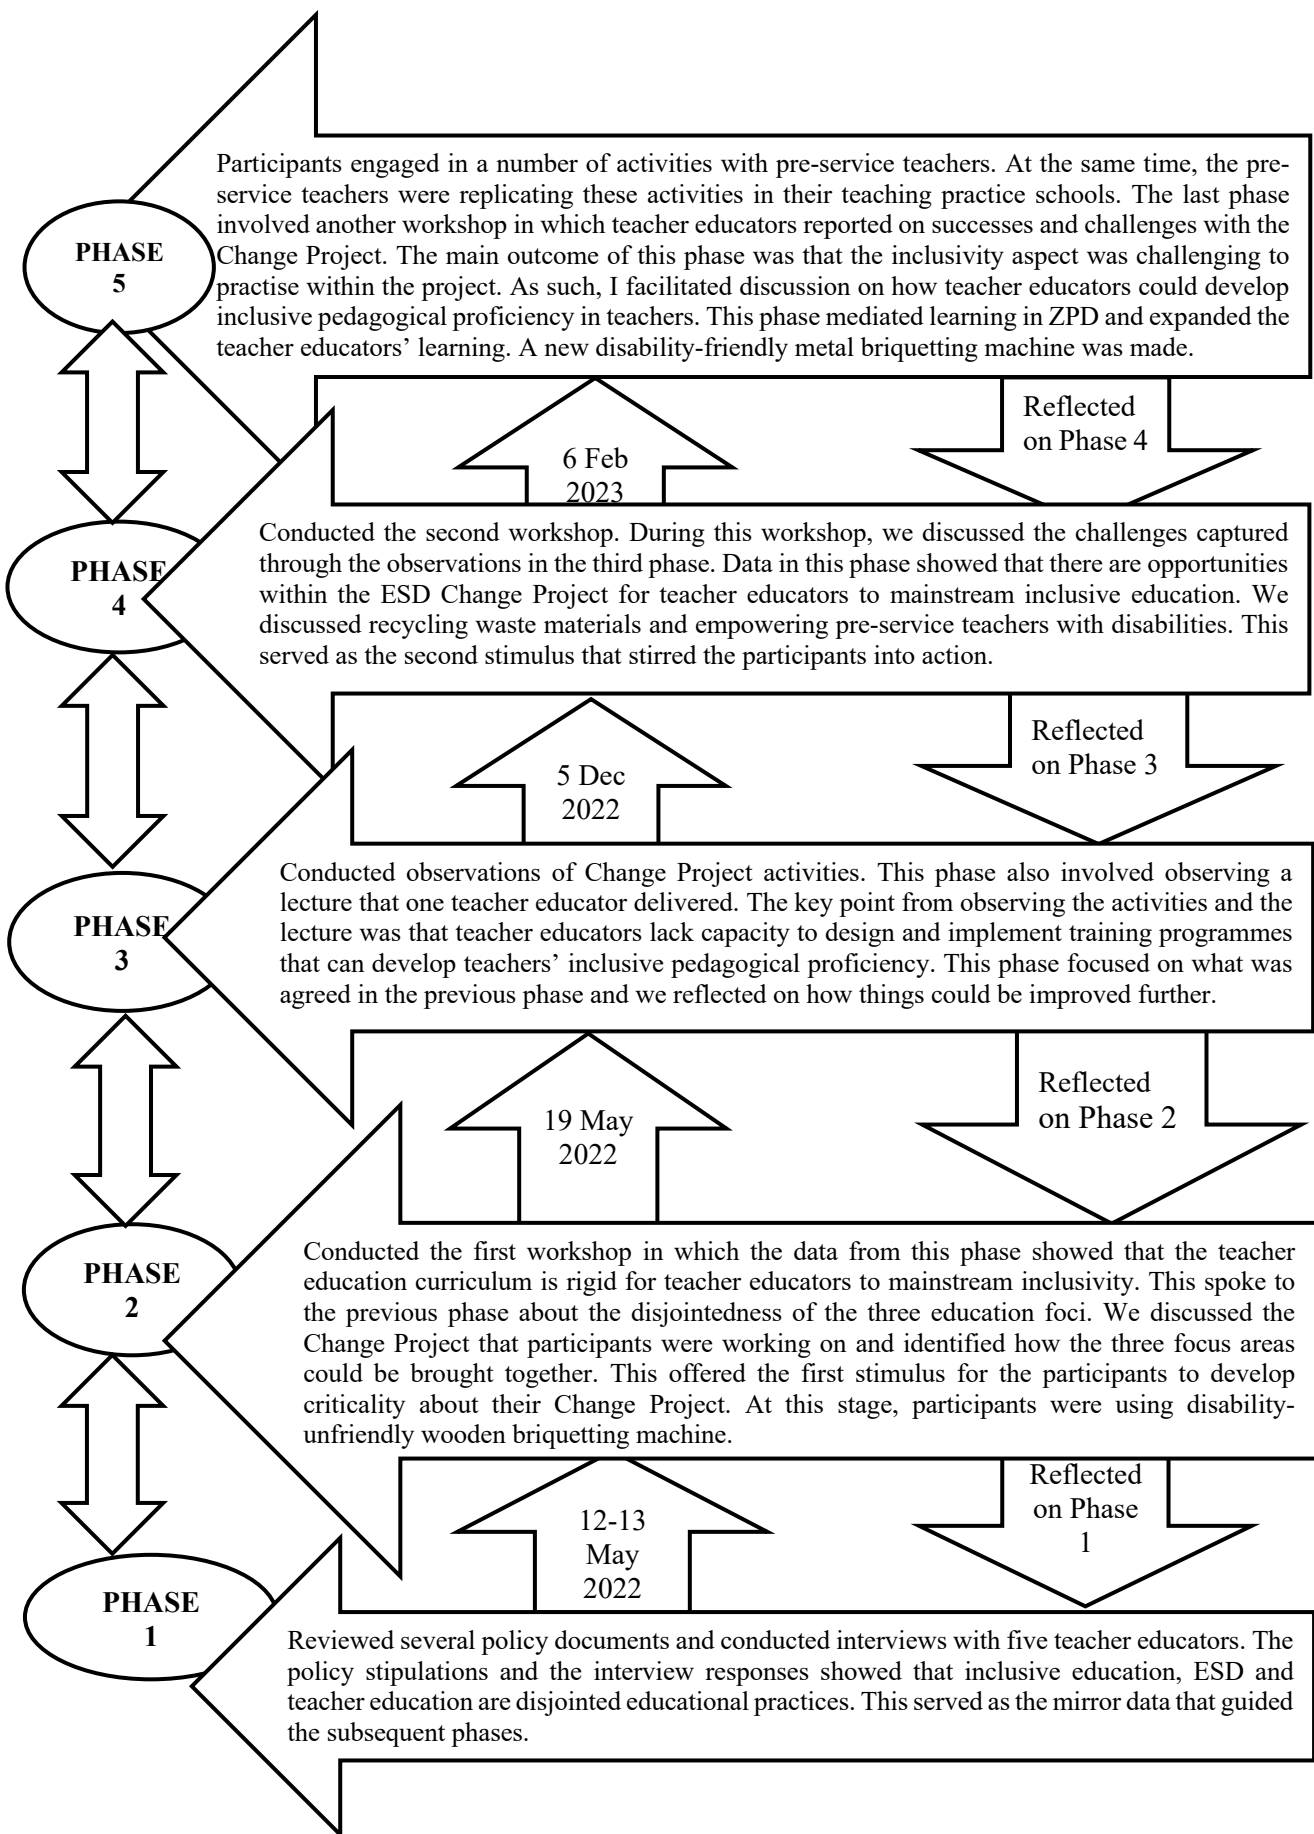 Participants engaged in a number of activities with pre-service teachers. At the same time, the pre-
service teachers were replicating these activities in their teaching practice schools. The last phase
involved another workshop in which teacher educators reported on successes and challenges with the
Change Project. The main outcome of this phase was that the inclusivity aspect was challenging to
practise within the project. As such, I facilitated discussion on how teacher educators could develop
inclusive pedagogical proficiency in teachers. This phase mediated learning in ZPD and expanded the
teacher educators’ learning. A new disability-friendly metal briquetting machine was made.
PHASE
5
6 Feb
2023
Reflected
on Phase 4
Conducted the second workshop. During this workshop, we discussed the challenges captured
through the observations in the third phase. Data in this phase showed that there are opportunities
within the ESD Change Project for teacher educators to mainstream inclusive education. We
discussed recycling waste materials and empowering pre-service teachers with disabilities. This
served as the second stimulus that stirred the participants into action.
PHASE
4
5 Dec
2022
Reflected
on Phase 3
Conducted observations of Change Project activities. This phase also involved observing a
lecture that one teacher educator delivered. The key point from observing the activities and the
lecture was that teacher educators lack capacity to design and implement training programmes
that can develop teachers’ inclusive pedagogical proficiency. This phase focused on what was
agreed in the previous phase and we reflected on how things could be improved further.
PHASE
3
19 May
2022
Reflected
on Phase 2
Conducted the first workshop in which the data from this phase showed that the teacher
education curriculum is rigid for teacher educators to mainstream inclusivity. This spoke to
the previous phase about the disjointedness of the three education foci. We discussed the
Change Project that participants were working on and identified how the three focus areas
could be brought together. This offered the first stimulus for the participants to develop
criticality about their Change Project. At this stage, participants were using disability-
unfriendly wooden briquetting machine.
PHASE
2
12-13
May
2022
Reflected
on Phase
1
Reviewed several policy documents and conducted interviews with five teacher educators. The
policy stipulations and the interview responses showed that inclusive education, ESD and
teacher education are disjointed educational practices. This served as the mirror data that guided
the subsequent phases.
PHASE
1